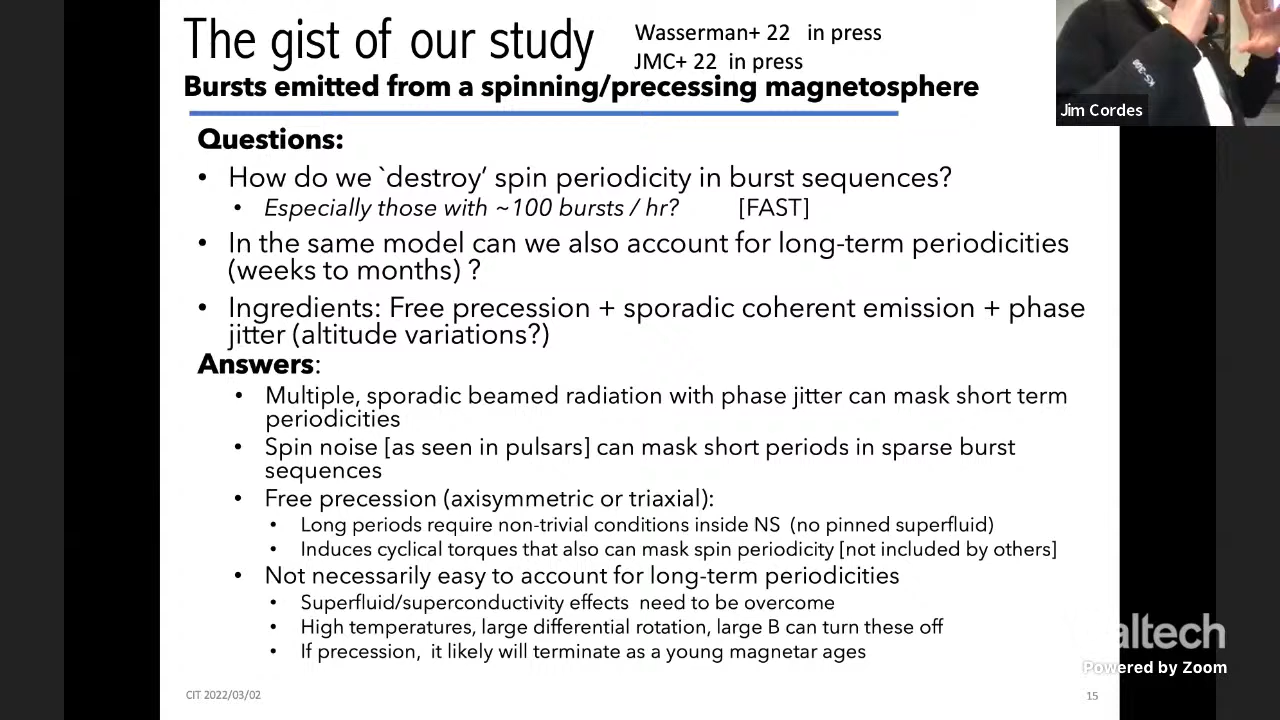 The gist of our study
Wasserman+ 22 in press
JMC+ 22 in press
Bursts emitted from a spinning/precessing magnetosphere
Jim Cordes
Questions:
• How do we `destroy’ spin periodicity in burst sequences?
• Especially those with ~100 bursts / hr? [FAST]
• In the same model can we also account for long-term periodicities
(weeks to months) ?
• Ingredients: Free precession + sporadic coherent emission + phase
jitter (altitude variations?)
Answers:
• Multiple, sporadic beamed radiation with phase jitter can mask short term
periodicities
• Spin noise [as seen in pulsars] can mask short periods in sparse burst
sequences
• Free precession (axisymmetric or triaxial):
• Long periods require non-trivial conditions inside NS (no pinned superfluid)
• Induces cyclical torques that also can mask spin periodicity [not included by others]
• Not necessarily easy to account for long-term periodicities
• Superfluid/superconductivity effects need to be overcome
• High temperatures, large differential rotation, large B can turn these off
• If precession, it likely will terminate as a young magnetar ages
altech
Powered by Zoom
CIT 2022/03/02
15